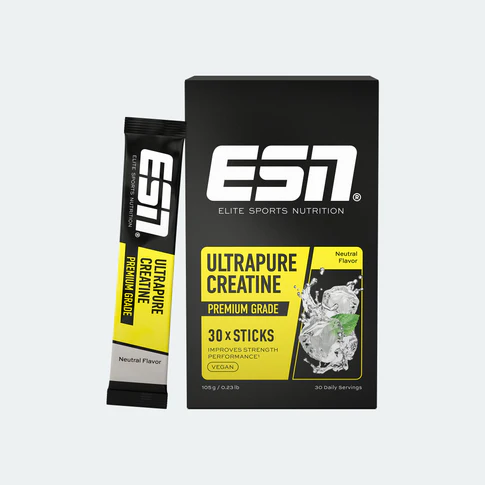 ESN
ELITE SPORTS NUTRITION
ULTRAPURE
CREATINE
PREMIUM GRADE
Neutral Flavor
ESN®
ELITE SPORTS NUTRITION
ULTRAPURE
CREATINE
PREMIUM GRADE
Neutral
Flavor
30 x STICKS
IMPROVES STRENGTH
PERFORMANCE¹
VEGAN
105g / 0.23 lb
30 Daily Servings